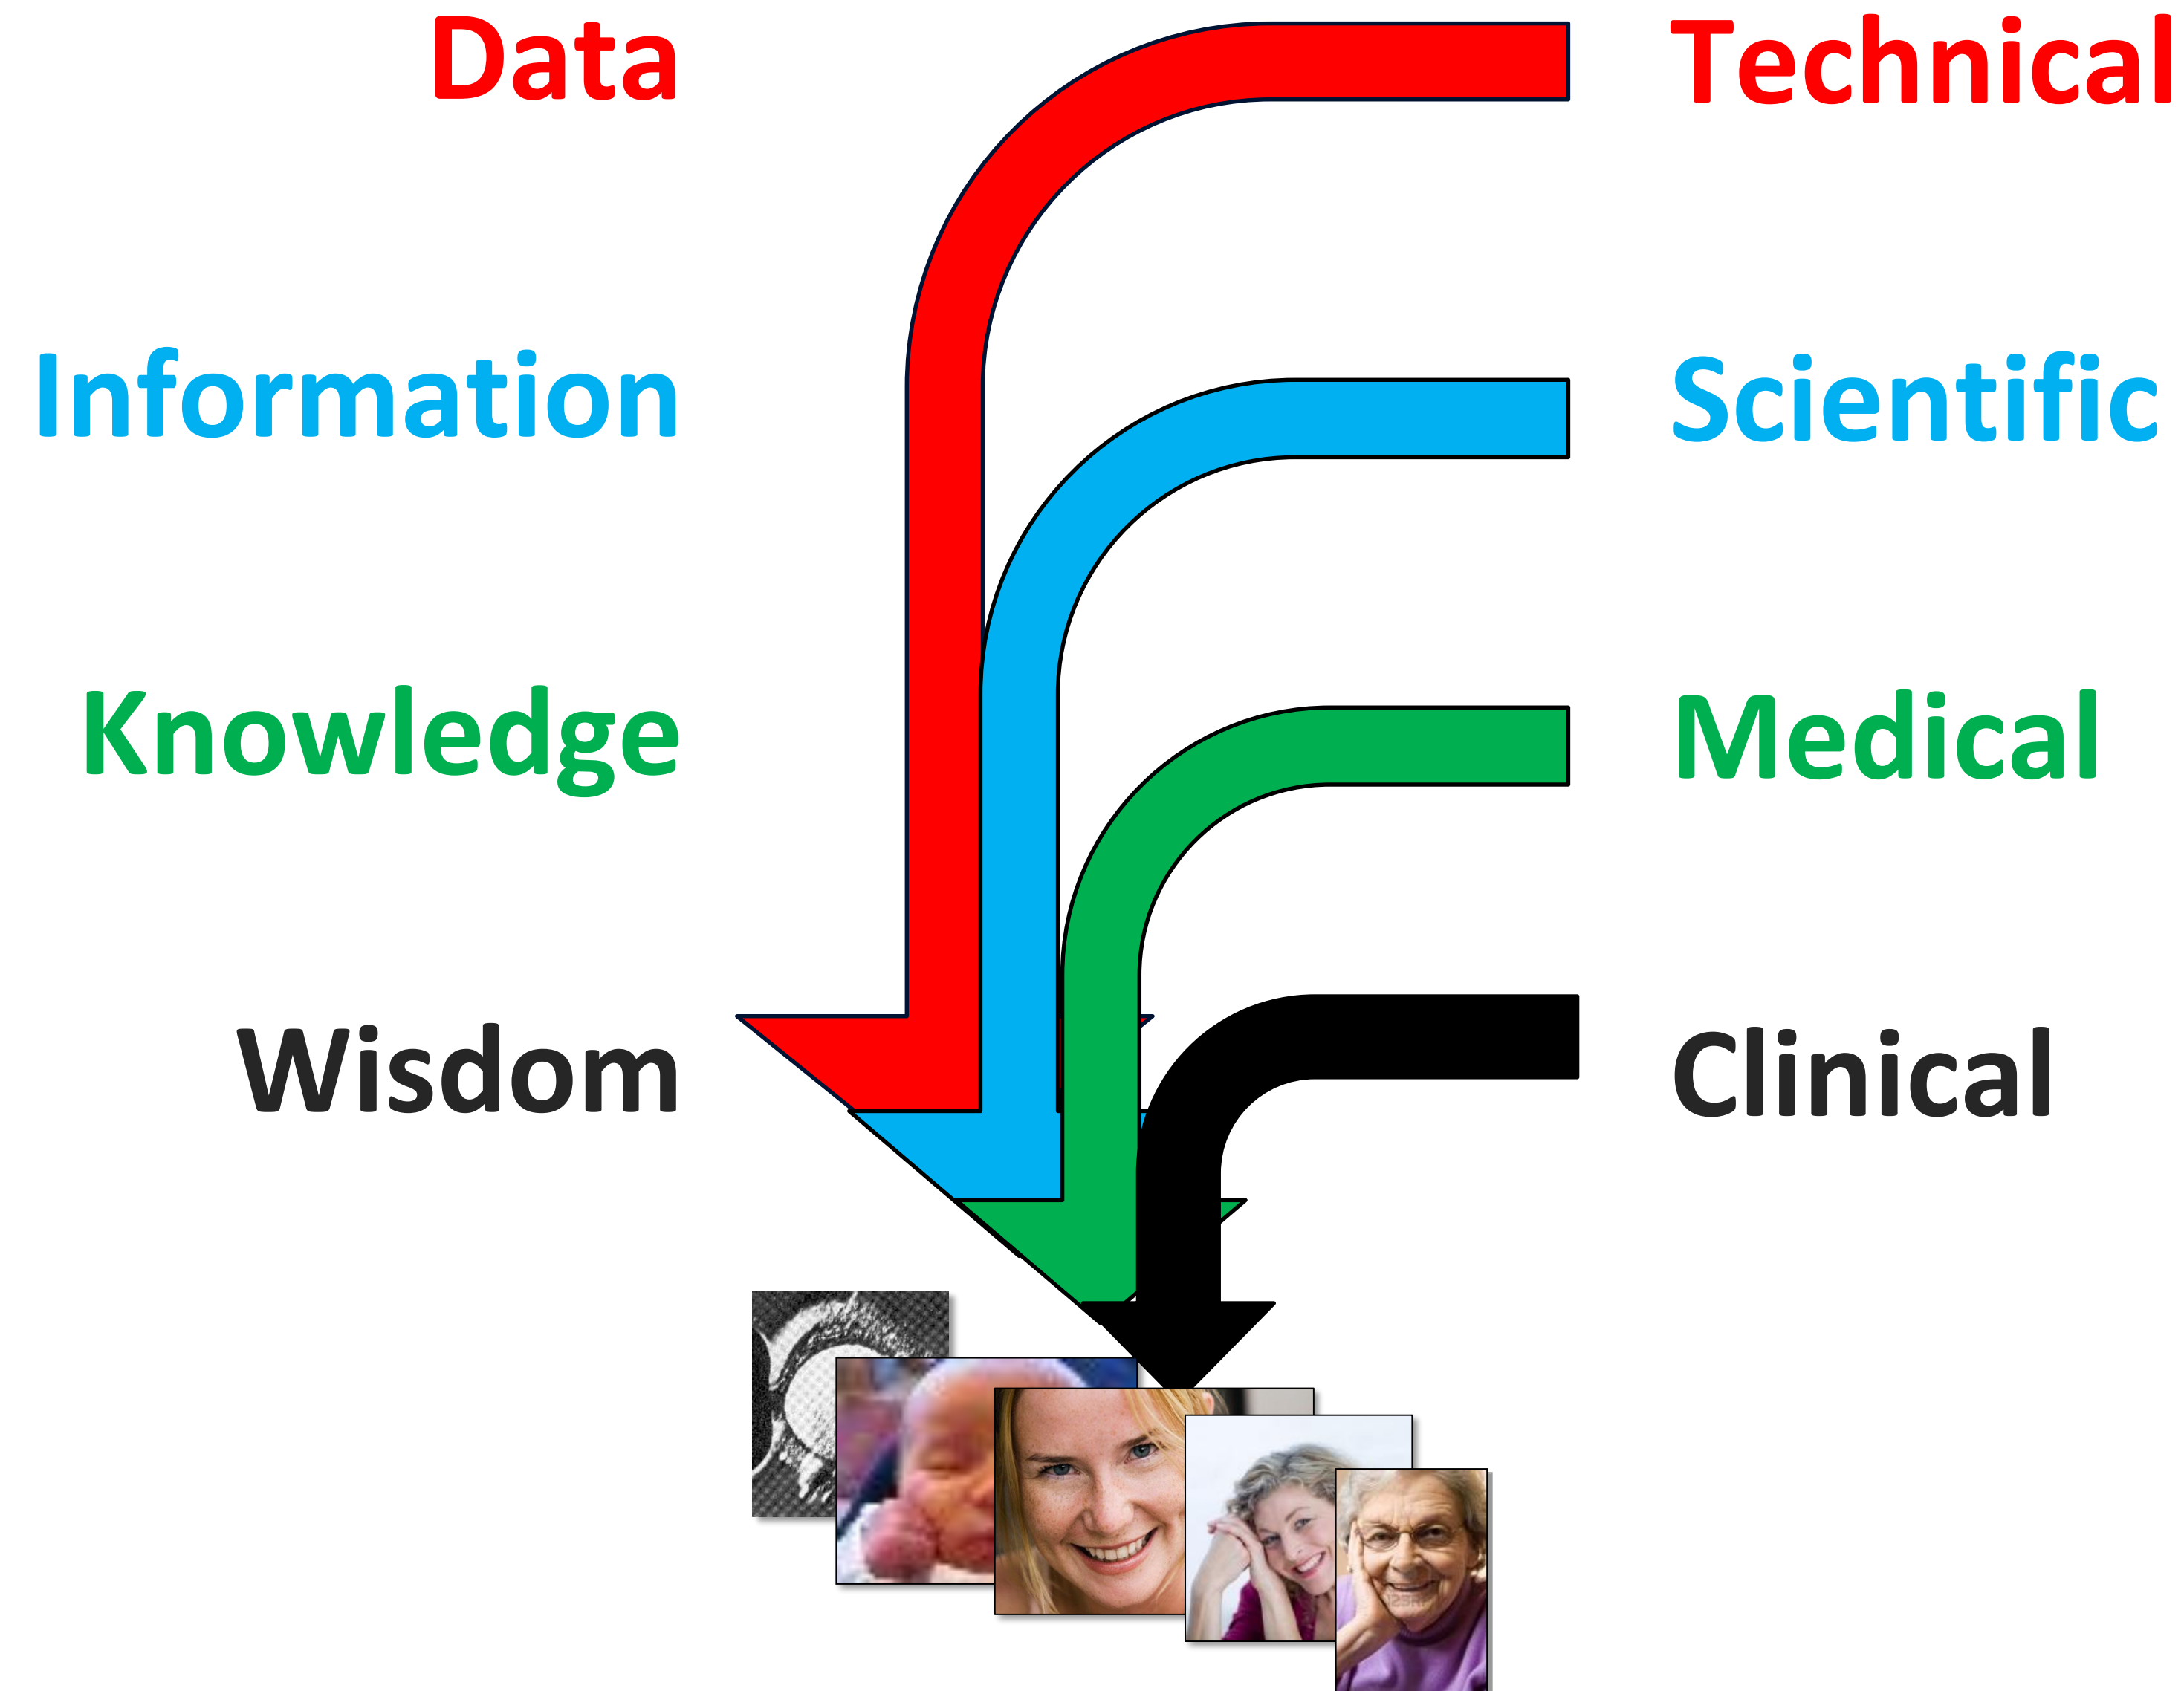 Data Technical
Information Scientific
Knowledge Medical
Wisdom Clinical